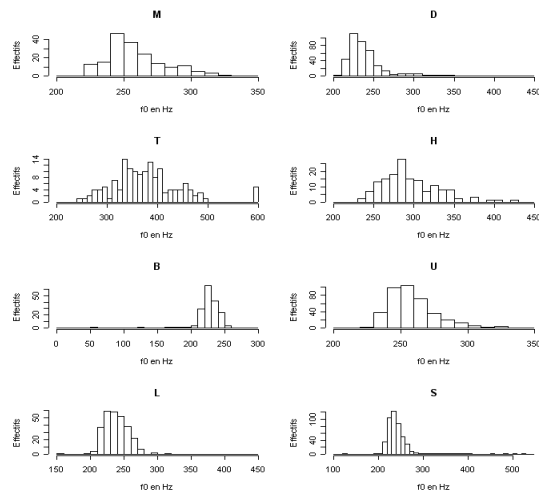 M
Effectifs
0 20 40
200 250 300 350
f0 en Hz
D
Effectifs
0 40 80
200 250 300 350 400 450
f0 en Hz
T
Effectifs
0 4 8 14
200 300 400 500 600
f0 en Hz
H
Effectifs
0 10 20
200 250 300 350 400 450
f0 en Hz
B
Effectifs
0 20 50
0 50 100 150 200 250 300
f0 en Hz
U
Effectifs
0 40 80
200 250 300 350
f0 en Hz
L
Effectifs
0 20 50
150 200 250 300 350 400 450
f0 en Hz
S
Effectifs
0 40 100
100 200 300 400 500
f0 en Hz